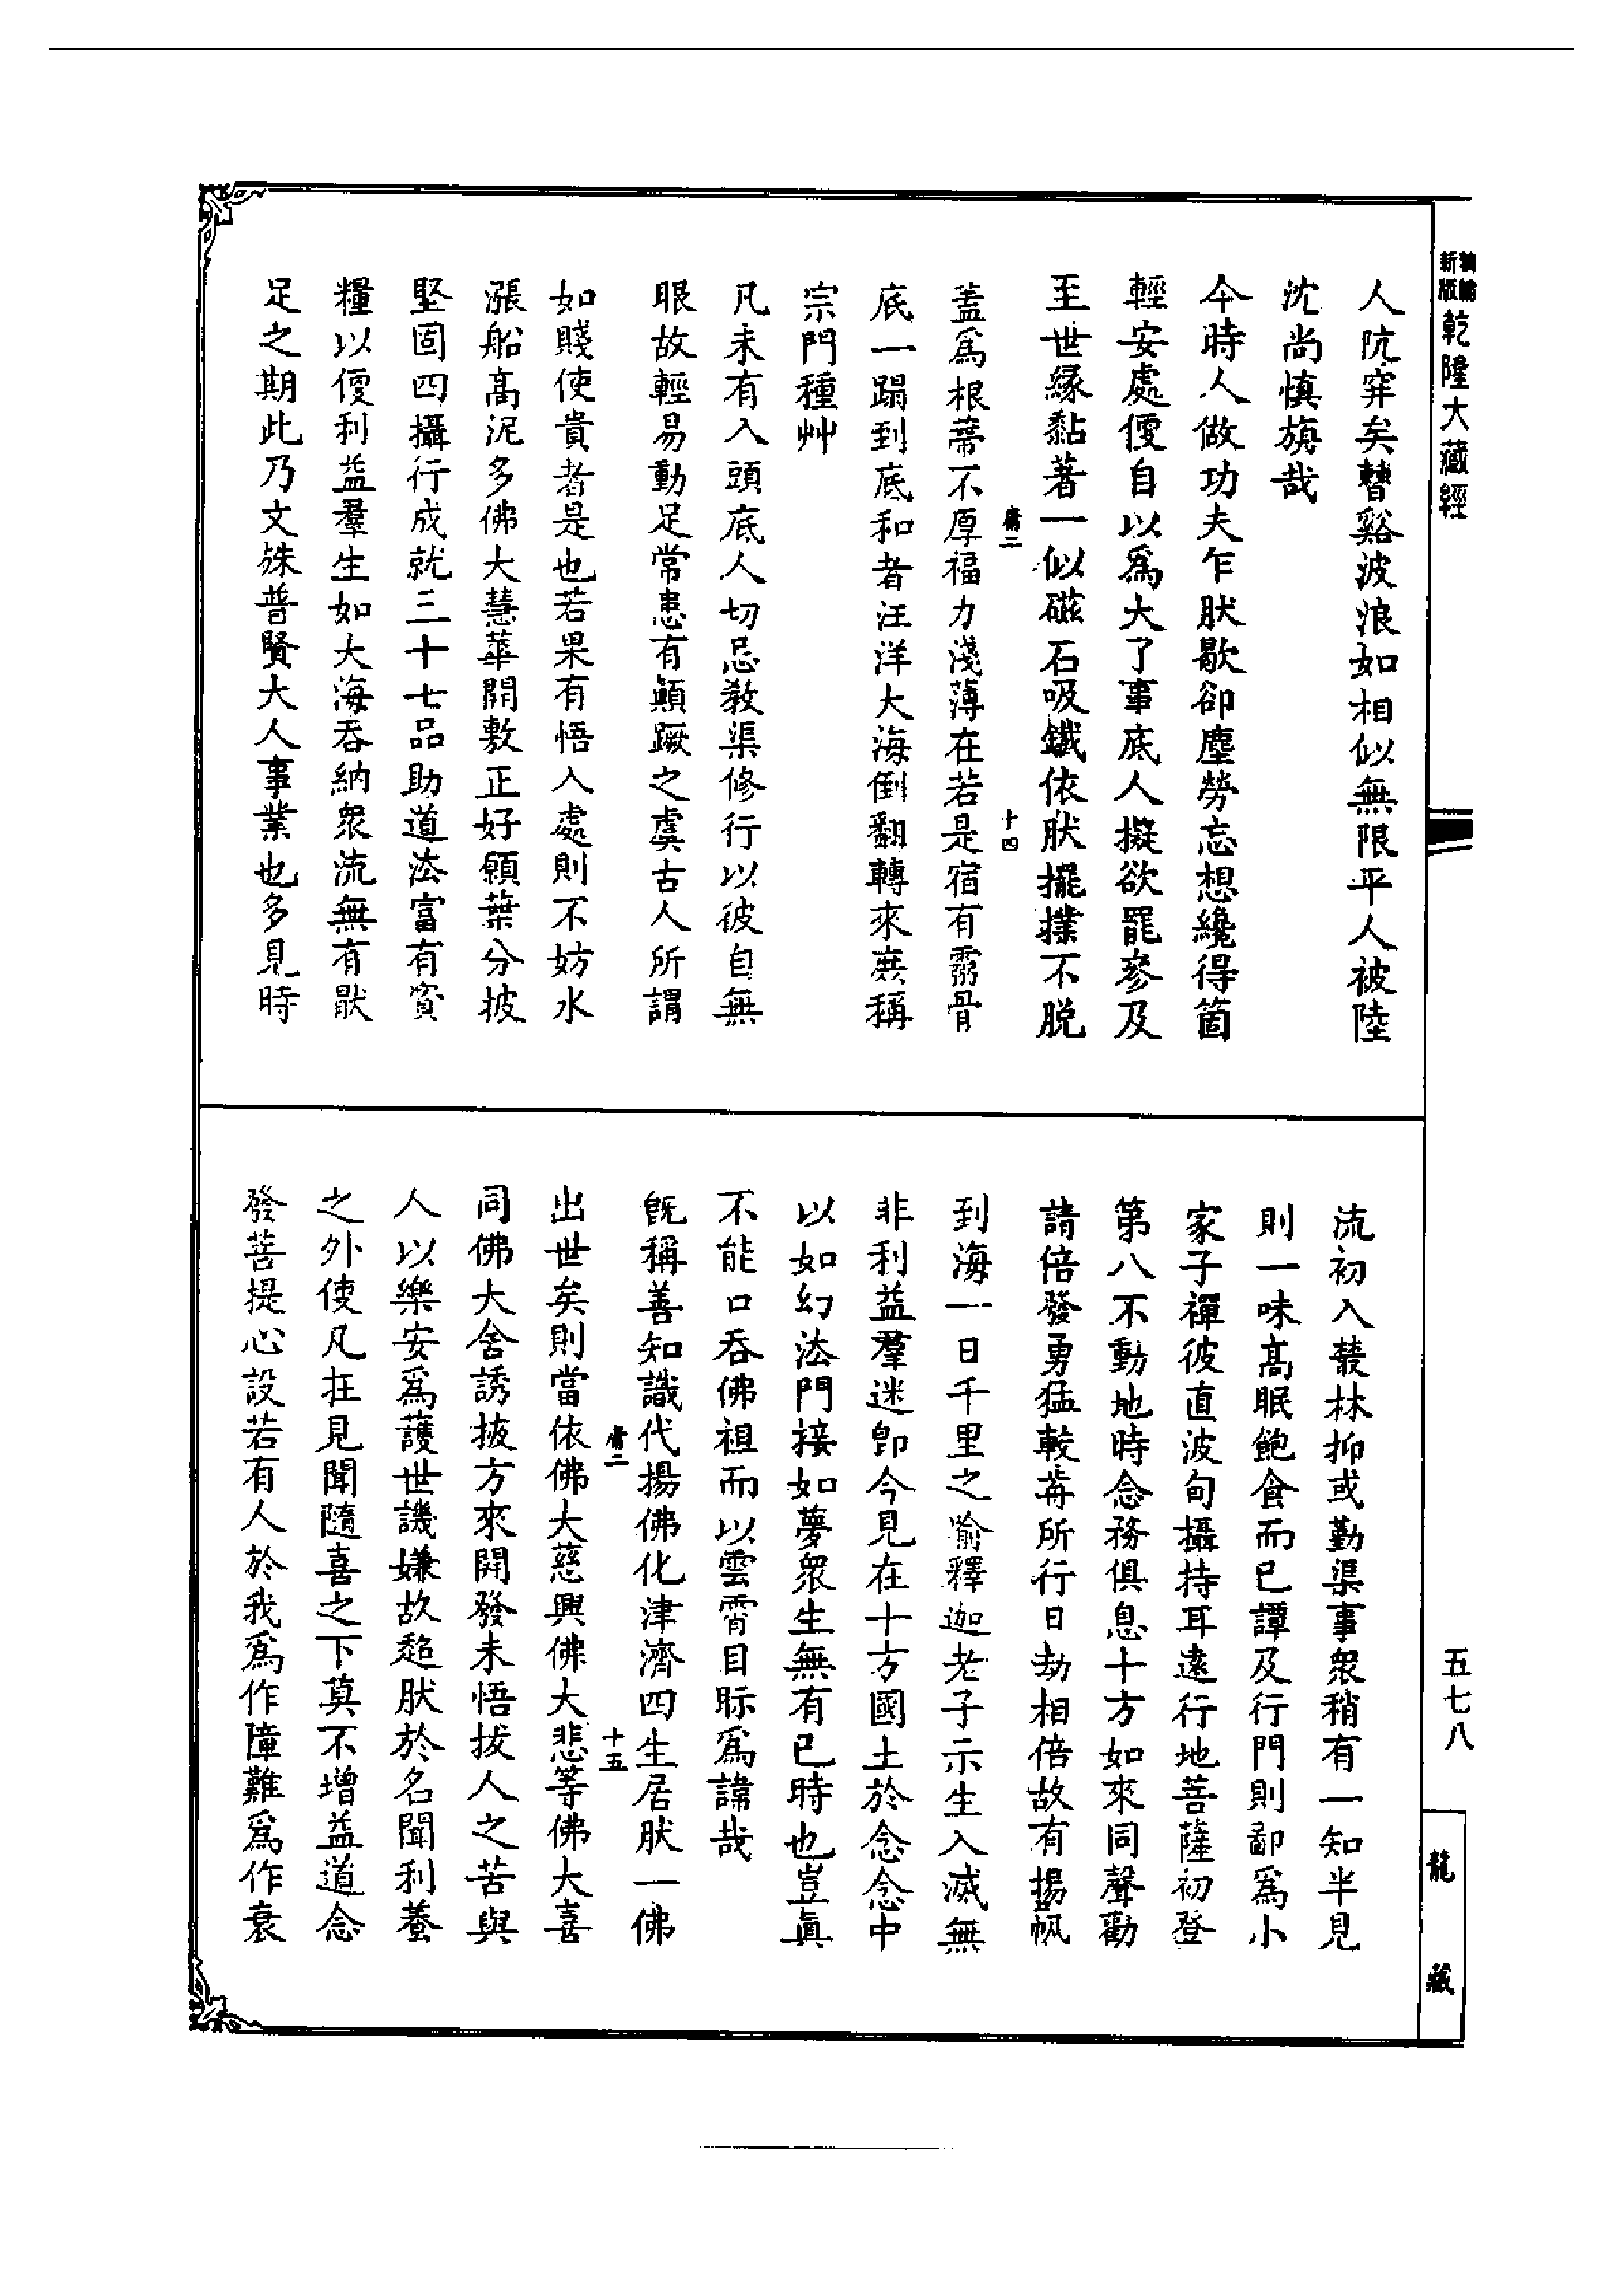 新版
乾隆大藏經
人阬穽矣瞽谿波浪如相似無限平人被陸
沈尚慎旃哉
今時人做功夫乍肰歇卻塵勞忘想纔得箇
輕安處便自以爲大了事底人擬欲罷參及
至世緣黏著一似磁石吸鐵依肰擺撲不脫
庸二
十四
蓋爲根蔕不厚福力淺薄在若是宿有靈骨
底一蹋到底和者汪洋大海倒翻轉來庶稱
宗門種艸
凡未有入頭底人切忌教渠修行以彼自無
眼故輕易動足常患有顛蹶之虞古人所謂
如賤使貴者是也若果有悟入處則不妨水
漲船高泥多佛大慧華開敷正好願葉分披
堅固四攝行成就三十七品助道法富有資
糧以便利益羣生如大海吞納衆流無有猒
足之期此乃文殊普賢大人事業也多見時
流初入叢林抑或勤渠事衆稍有一知半見
則一味高眠飽食而已譚及行門則鄙爲小
家子禪彼直波旬攝持耳遠行地菩薩初登
第八不動地時念務俱息十方如來同聲勸
請倍發勇猛較歬所行日劫相倍故有揚帆
到海一日千里之喻釋迦老子示生入滅無
非利益羣迷卽今見在十方國土於念念中
以如幻法門接如夢衆生無有已時也豈眞
不能口吞佛祖而以雲霄目眎爲諱哉
旣稱善知識代揚佛化津濟四生居肰一佛
庸二
十五
出世矣則當依佛大慈興佛大悲等佛大喜
同佛大舍誘掖方來開發未悟拔人之苦與
人以樂安爲護世譏嫌故超肰於名聞利養
之外使凡在見聞隨喜之下莫不增益道念
發菩提心設若有人於我爲作障難爲作衰
五七八
龍藏